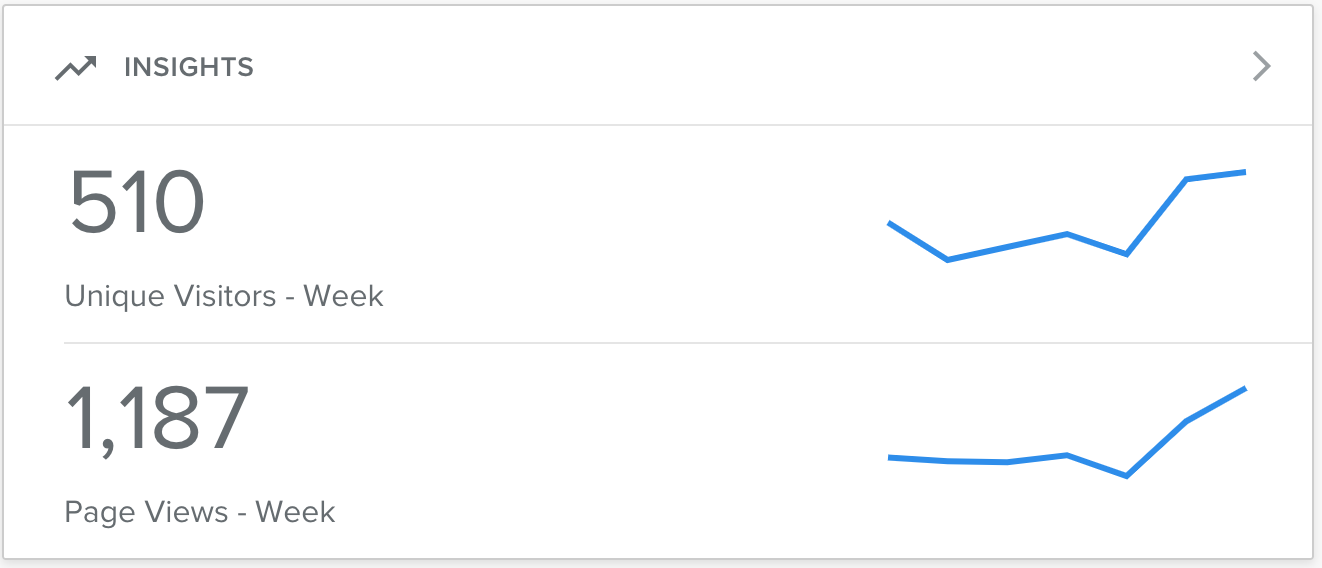 INSIGHTS
510
Unique Visitors - Week
1,187
Page Views - Week